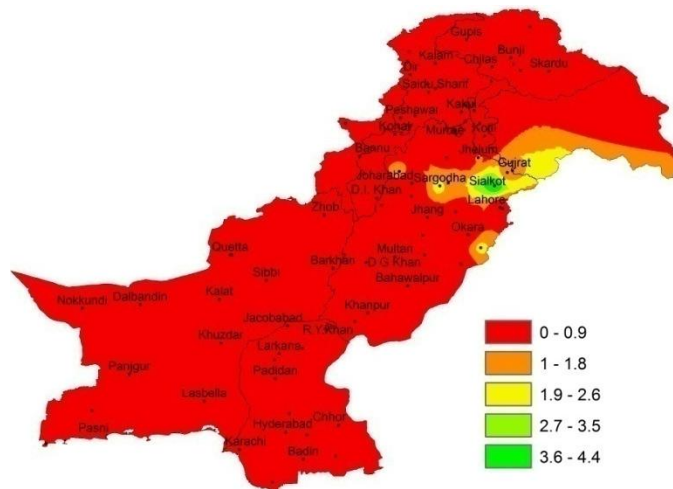 Gupis
Kalam
Chilas
Bunji
Skardu
Dir
Saidu Sharif
Peshawar
Kakul
Kohat
Murree
Kotli
Bannu
Jhelum
Gujrat
Joharabad
Sargodha
Sialkot
D.I. Khan
Lahore
Zhob
Jhang
Okara
Quetta
Multan
Barkhan
D G Khan
Sibbi
Bahawalpur
Nokkundi
Dalbandin
Kalat
Khanpur
Jacobabad
R.Y.Khan
Khuzdar
Larkana
Panjgur
Padidan
Lasbella
Pasni
Hyderabad
Chhor
Karachi
Badin
0 - 0.9
1 - 1.8
1.9 - 2.6
2.7 - 3.5
3.6 - 4.4